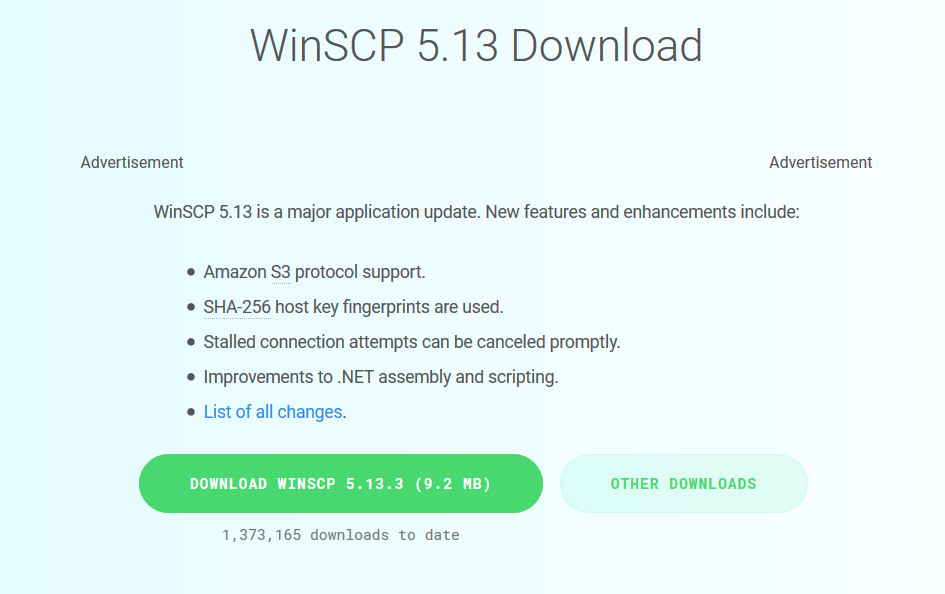 WinSCP 5.13 Download
Advertisement
Advertisement
WinSCP 5.13 is a major application update. New features and enhancements include:
Amazon S3 protocol support.
SHA-256 host key fingerprints are used.
Stalled connection attempts can be canceled promptly.
Improvements to .NET assembly and scripting.
List of all changes.
DOWNLOAD WINSCP 5.13.3 (9.2 MB)
OTHER DOWNLOADS
1,373,165 downloads to date